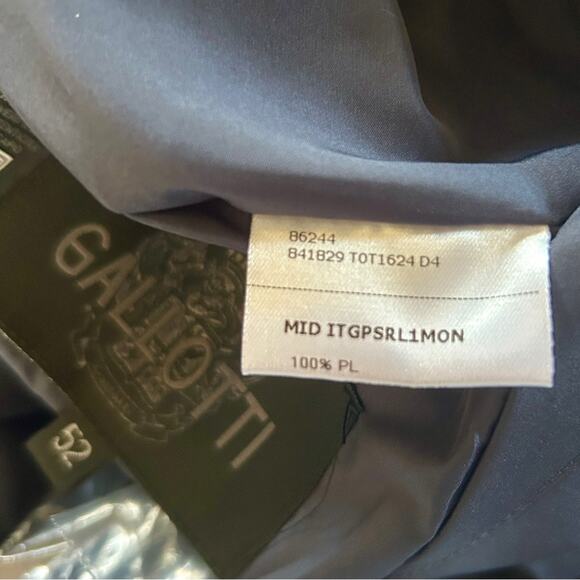 86244
841829 T0T1624 D4
MID ITGPSRL1MON
100% PL
GALLOTTI
52